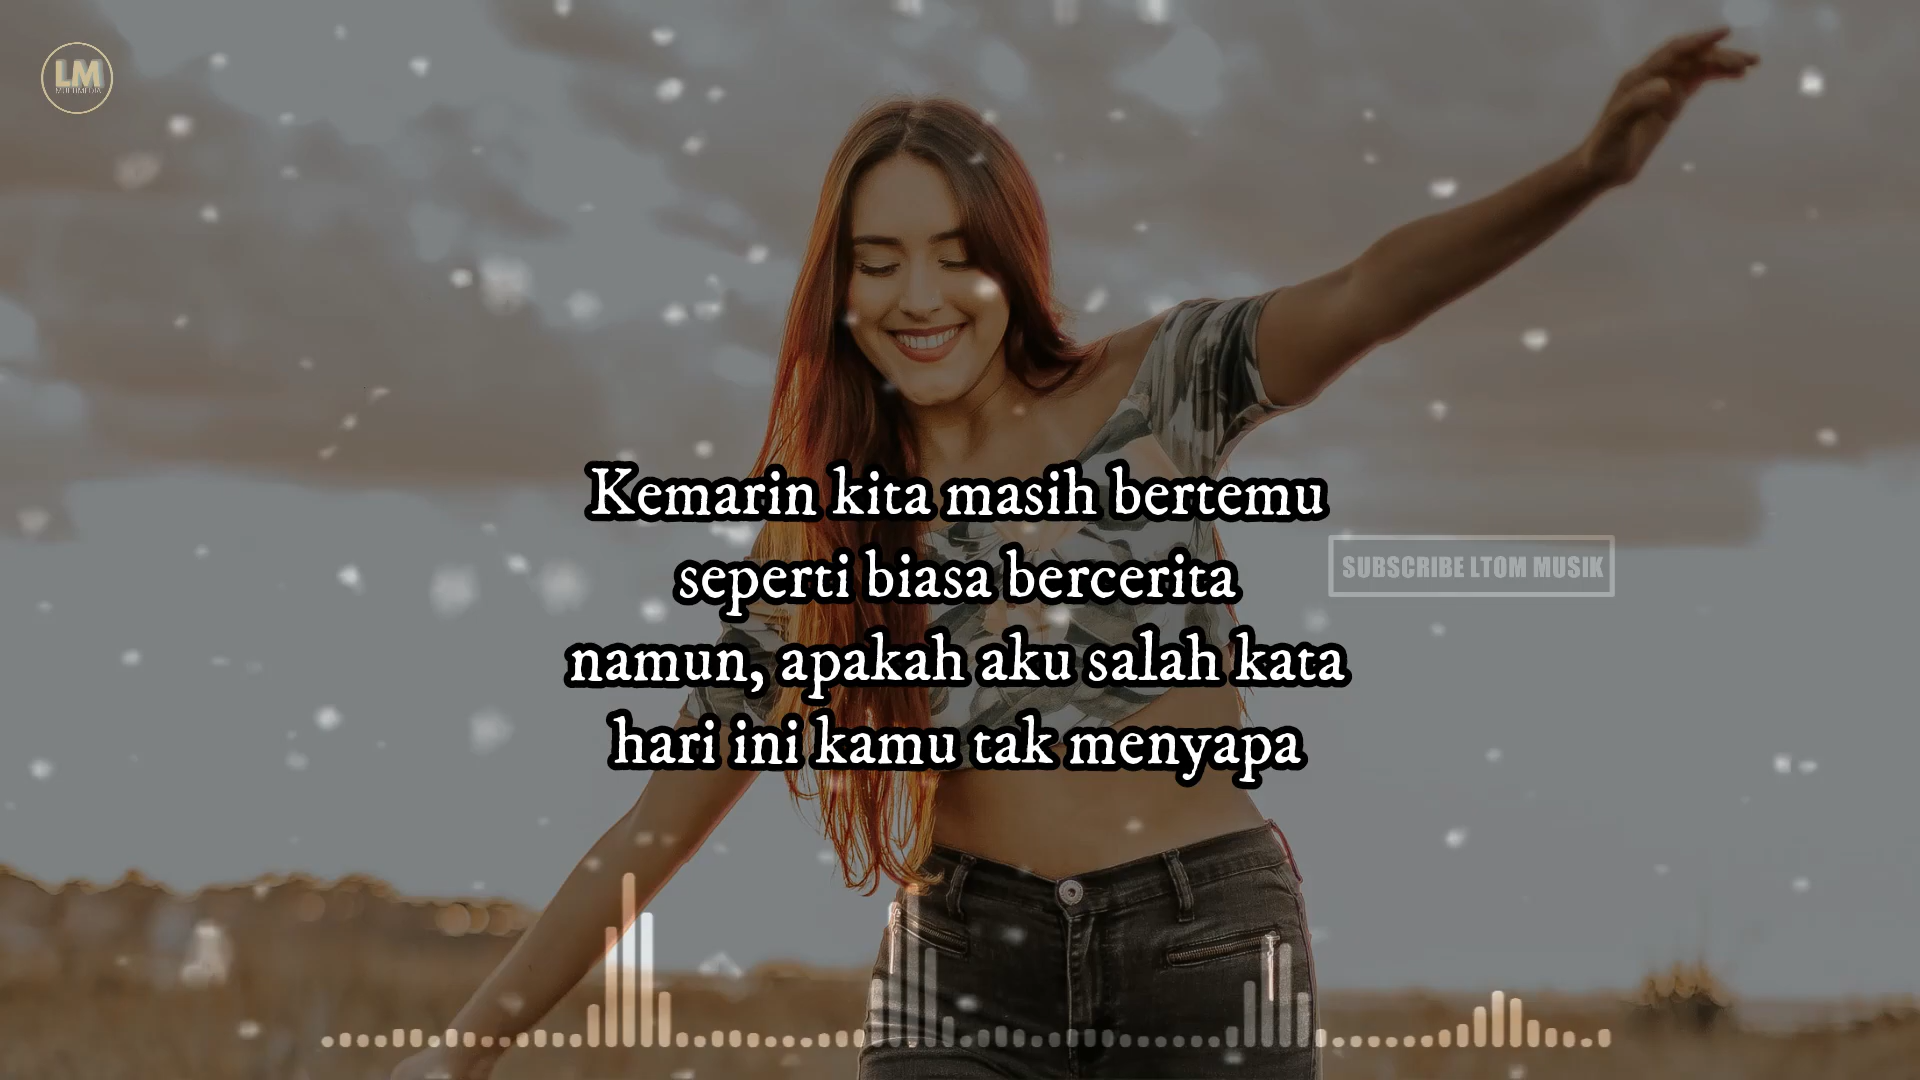 LM
MULTIMEDIA
Kemarin kita masih bertemu
seperti biasa bercerita
namun, apakah aku salah kata
hari ini kamu tak menyapa
SUBSCRIBE LTOM MUSIK